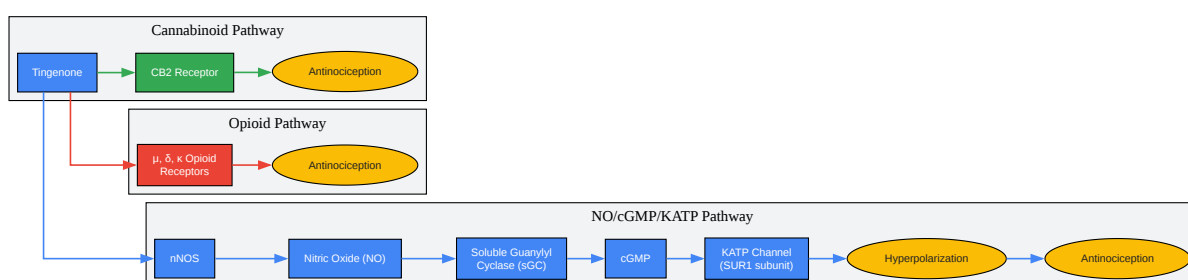 Cannabinoid Pathway
Tingenone
CB2 Receptor
Antinociception
Opioid Pathway
μ, δ, κ Opioid
Receptors
Antinociception
NO/cGMP/KATP Pathway
nNOS
Nitric Oxide (NO)
Soluble Guanylyl
Cyclase (sGC)
cGMP
KATP Channel
(SUR1 subunit)
Hyperpolarization
Antinociception